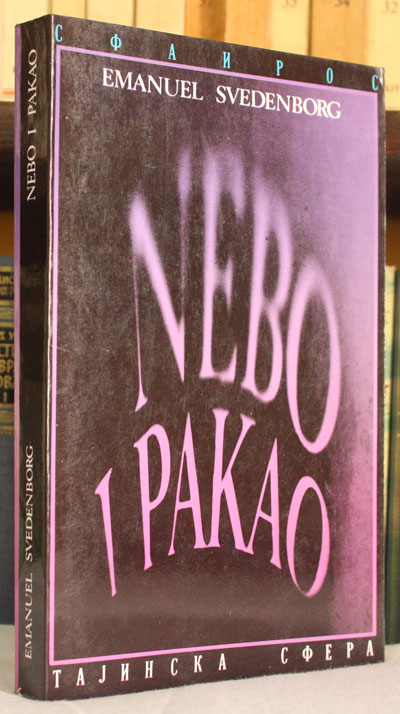 СФАИРОС
EMANUEL SVEDENBORG
NEBO
I PAKAO
ТАЈИНСКА СФЕРА
NEBO I PAKAO
EMANUEL SVEDENBORG